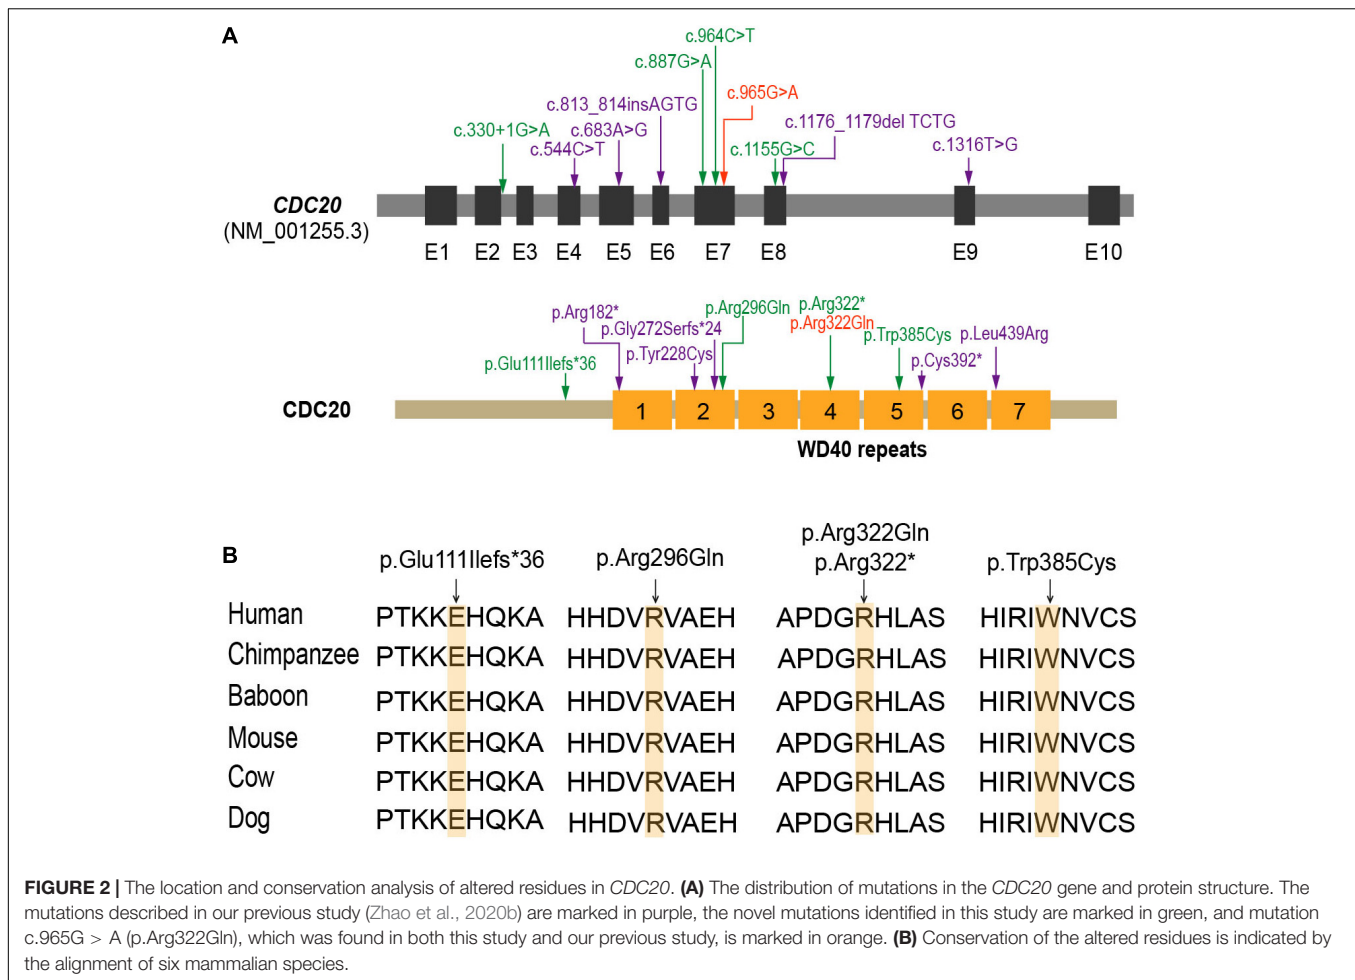 A
c.964C>T
c.887G>A
c.965G>A
c.813_814insAGTG
c.1176_1179del TCTG
c.330+1G>A
c.683A>G
c.544C>T
c.1155G>C
c.1316T>G
CDC20
(NM_001255.3)
E1 E2 E3 E4 E5 E6 E7 E8 E9 E10
p.Arg182*
p.Arg296Gln
p.Arg322*
p.Arg322Gln
p.Gly272Serfs*24
p.Tyr228Cys
p.Trp385Cys
p.Leu439Arg
p.Cys392*
p.Glu111Ilefs*36
CDC20
1 2 3 4 5 6 7
WD40 repeats
B
p.Glu111Ilefs*36 p.Arg296Gln p.Arg322Gln p.Trp385Cys
p.Arg322*
Human PTKKEHQKA HHDVRVAEH APDGRHLAS HIRIWNVCS
Chimpanzee PTKKEHQKA HHDVRVAEH APDGRHLAS HIRIWNVCS
Baboon PTKKEHQKA HHDVRVAEH APDGRHLAS HIRIWNVCS
Mouse PTKKEHQKA HHDVRVAEH APDGRHLAS HIRIWNVCS
Cow PTKKEHQKA HHDVRVAEH APDGRHLAS HIRIWNVCS
Dog PTKKEHQKA HHDVRVAEH APDGRHLAS HIRIWNVCS
FIGURE 2 | The location and conservation analysis of altered residues in CDC20. (A) The distribution of mutations in the CDC20 gene and protein structure. The
mutations described in our previous study (Zhao et al., 2020b) are marked in purple, the novel mutations identified in this study are marked in green, and mutation
c.965G > A (p.Arg322Gln), which was found in both this study and our previous study, is marked in orange. (B) Conservation of the altered residues is indicated by
the alignment of six mammalian species.